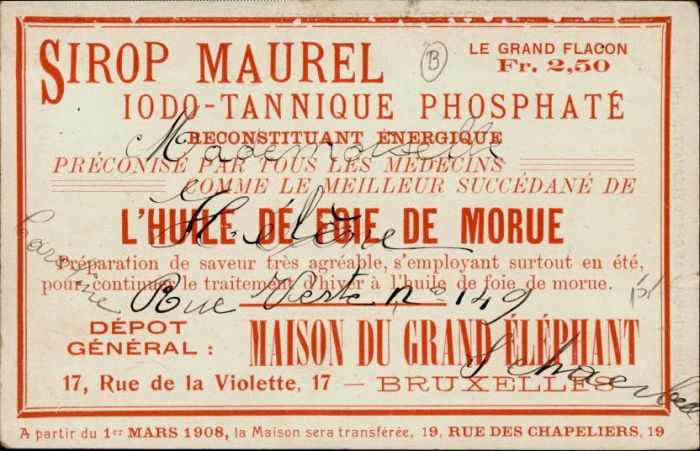 SIROP MAUREL
B
LE GRAND FLACON
Fr. 2,50
IODO-TANNIQUE PHOSPHATÉ
RECONSTITUANT ÉNERGIQUE
Mademoiselle
PRÉCONISÉ PAR TOUS LES MÉDECINS
COMME LE MEILLEUR SUCCÉDANÉ DE
L'HUILE DE FOIE DE MORUE
Hélène
Caroline
Préparation de saveur très agréable, s'employant surtout en été,
pour continuer le traitement d'hiver à l'huile de foie de morue.
Rue Verte nº 149
DÉPOT GÉNÉRAL :
MAISON DU GRAND ÉLÉPHANT
Schaerbeek
17, Rue de la Violette, 17 — BRUXELLES
A partir du 1er MARS 1908, la Maison sera transférée, 19, RUE DES CHAPELIERS, 19